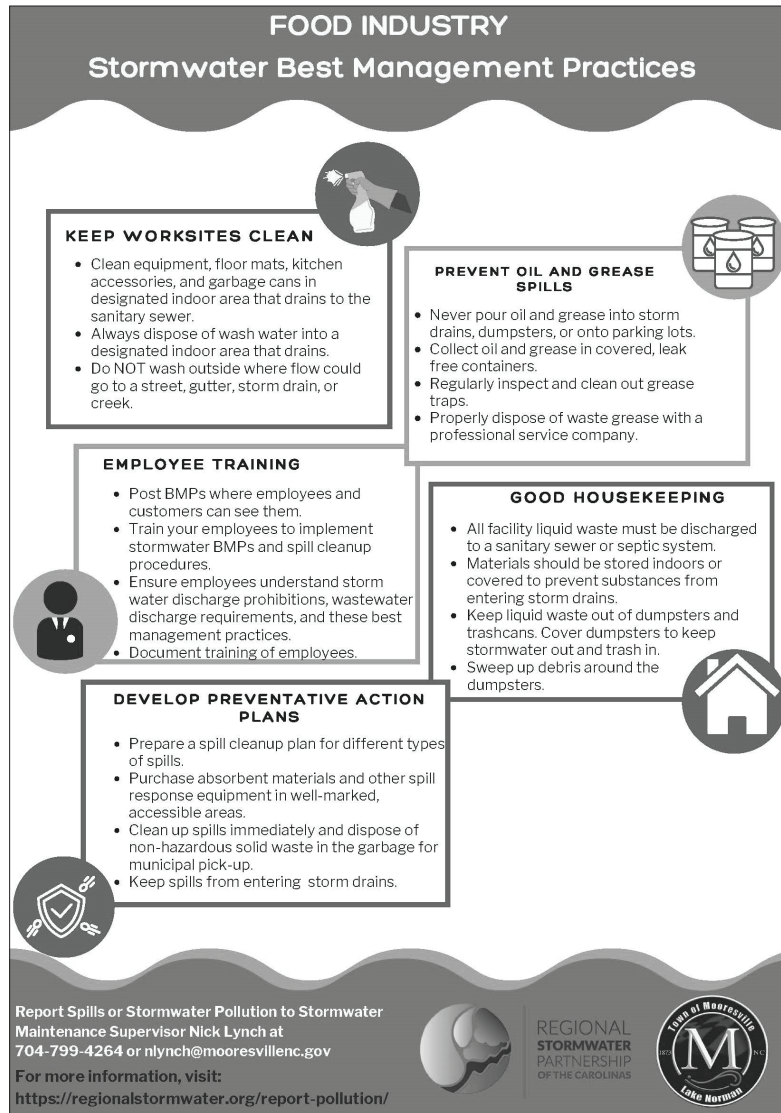 FOOD INDUSTRY
Stormwater Best Management Practices
KEEP WORKSITES CLEAN
• Clean equipment, floor mats, kitchen
accessories, and garbage cans in
designated indoor area that drains to the
sanitary sewer.
• Always dispose of wash water into a
designated indoor area that drains.
• Do NOT wash outside where flow could
go to a street, gutter, storm drain, or
creek.
PREVENT OIL AND GREASE
SPILLS
• Never pour oil and grease into storm
drains, dumpsters, or onto parking lots.
• Collect oil and grease in covered, leak
free containers.
• Regularly inspect and clean out grease
traps.
• Properly dispose of waste grease with a
professional service company.
EMPLOYEE TRAINING
• Post BMPs where employees and
customers can see them.
• Train your employees to implement
stormwater BMPs and spill cleanup
procedures.
• Ensure employees understand storm
water discharge prohibitions, wastewater
discharge requirements, and these best
management practices.
• Document training of employees.
GOOD HOUSEKEEPING
• All facility liquid waste must be discharged
to a sanitary sewer or septic system.
• Materials should be stored indoors or
covered to prevent substances from
entering storm drains.
• Keep liquid waste out of dumpsters and
trashcans. Cover dumpsters to keep
stormwater out and trash in.
• Sweep up debris around the
dumpsters.
DEVELOP PREVENTATIVE ACTION
PLANS
• Prepare a spill cleanup plan for different types
of spills.
• Purchase absorbent materials and other spill
response equipment in well-marked,
accessible areas.
• Clean up spills immediately and dispose of
non-hazardous solid waste in the garbage for
municipal pick-up.
• Keep spills from entering storm drains.
Report Spills or Stormwater Pollution to Stormwater
Maintenance Supervisor Nick Lynch at
704-799-4264 or nlynch@mooresvillenc.gov
For more information, visit:
https://regionalstormwater.org/report-pollution/
REGIONAL
STORMWATER
PARTNERSHIP
OF THE CAROLINAS
Town of Mooresville
1873 M NC
Lake Norman